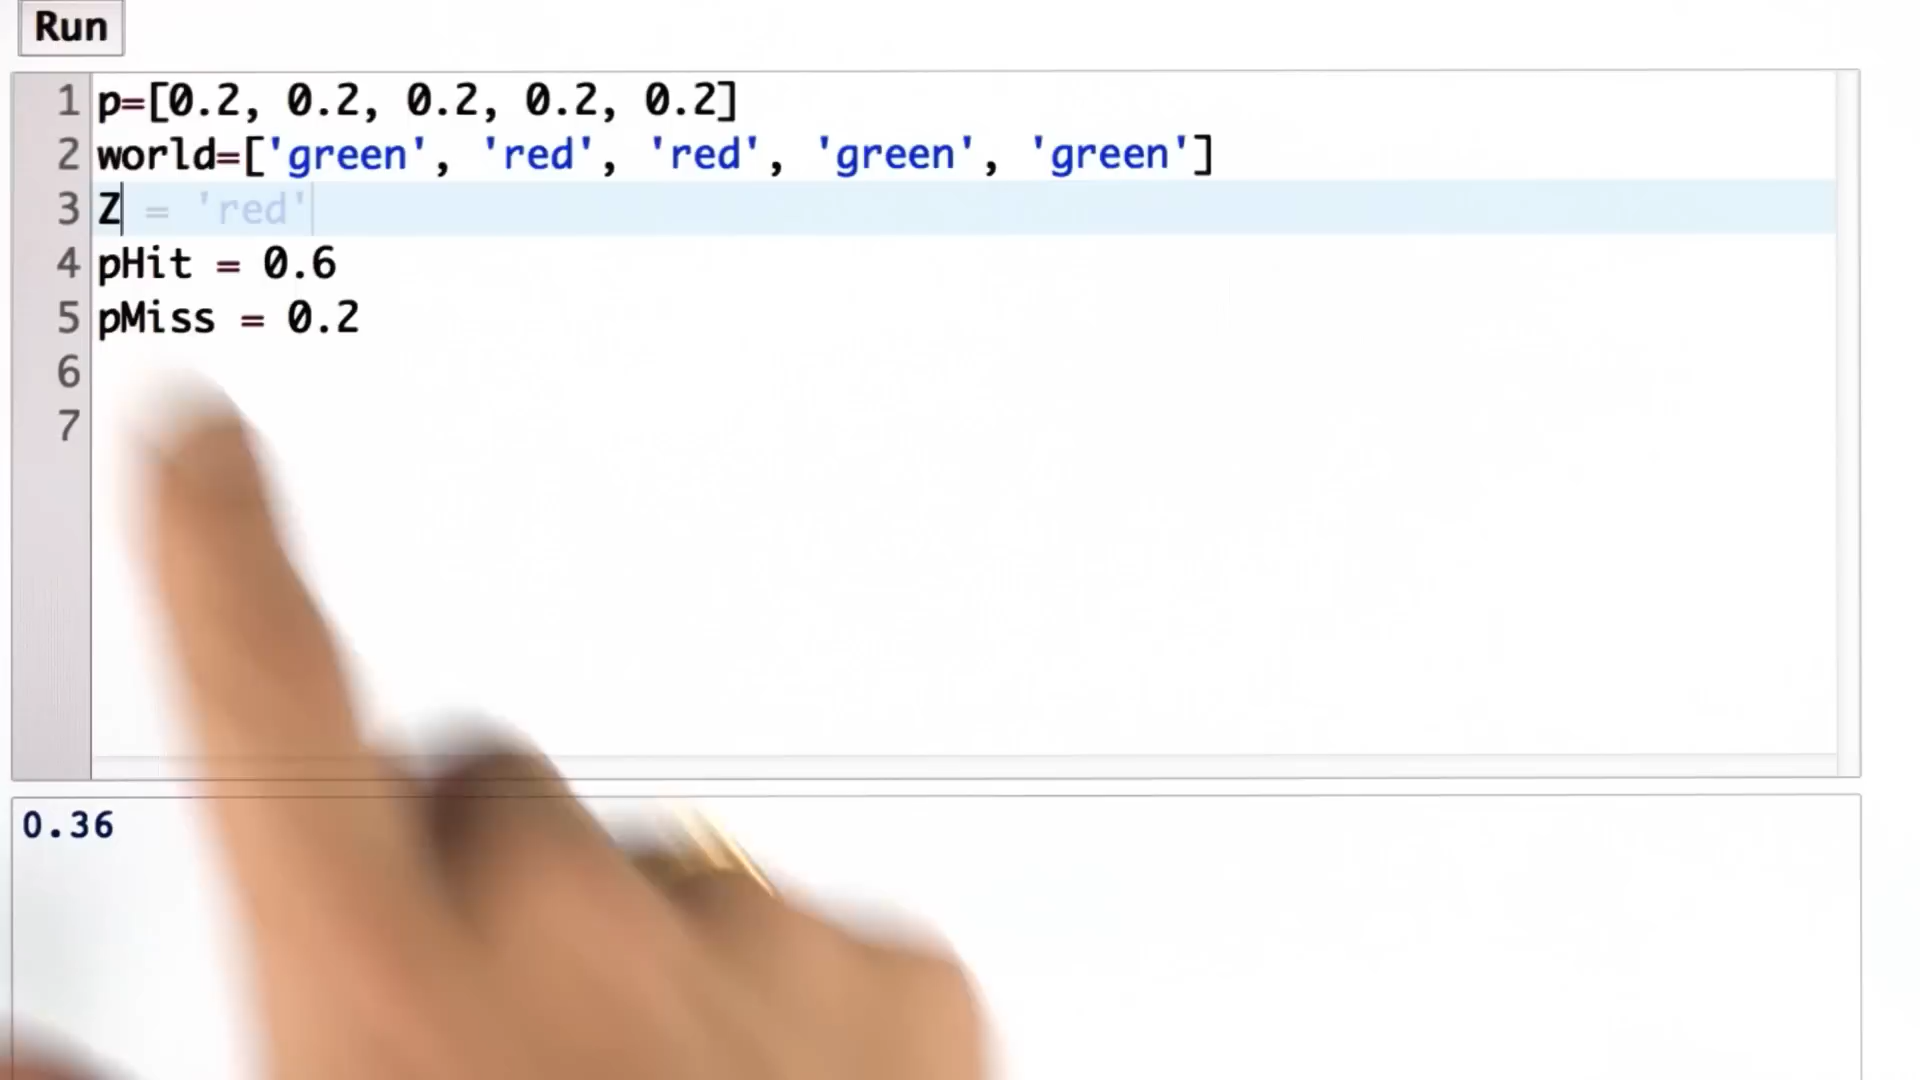 Run
1 p=[0.2, 0.2, 0.2, 0.2, 0.2]
2 world=['green', 'red', 'red', 'green', 'green']
3 Z = 'red'
4 pHit = 0.6
5 pMiss = 0.2
6
7
0.36